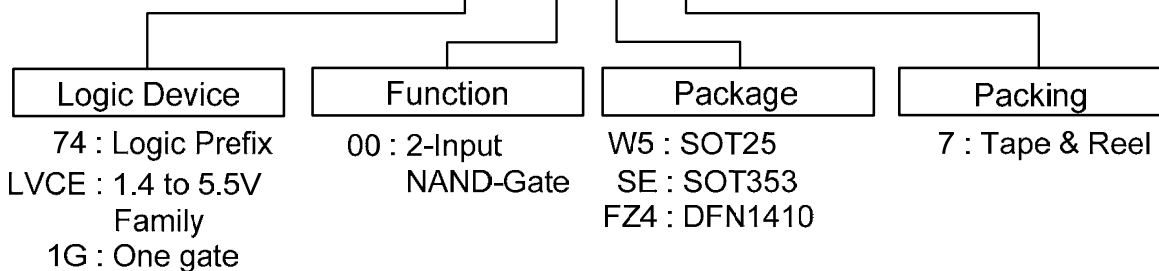 Logic Device
74 : Logic Prefix
LVCE : 1.4 to 5.5V
Family
1G : One gate
Function
00 : 2-Input
NAND-Gate
Package
W5 : SOT25
SE : SOT353
FZ4 : DFN1410
Packing
7 : Tape & Reel